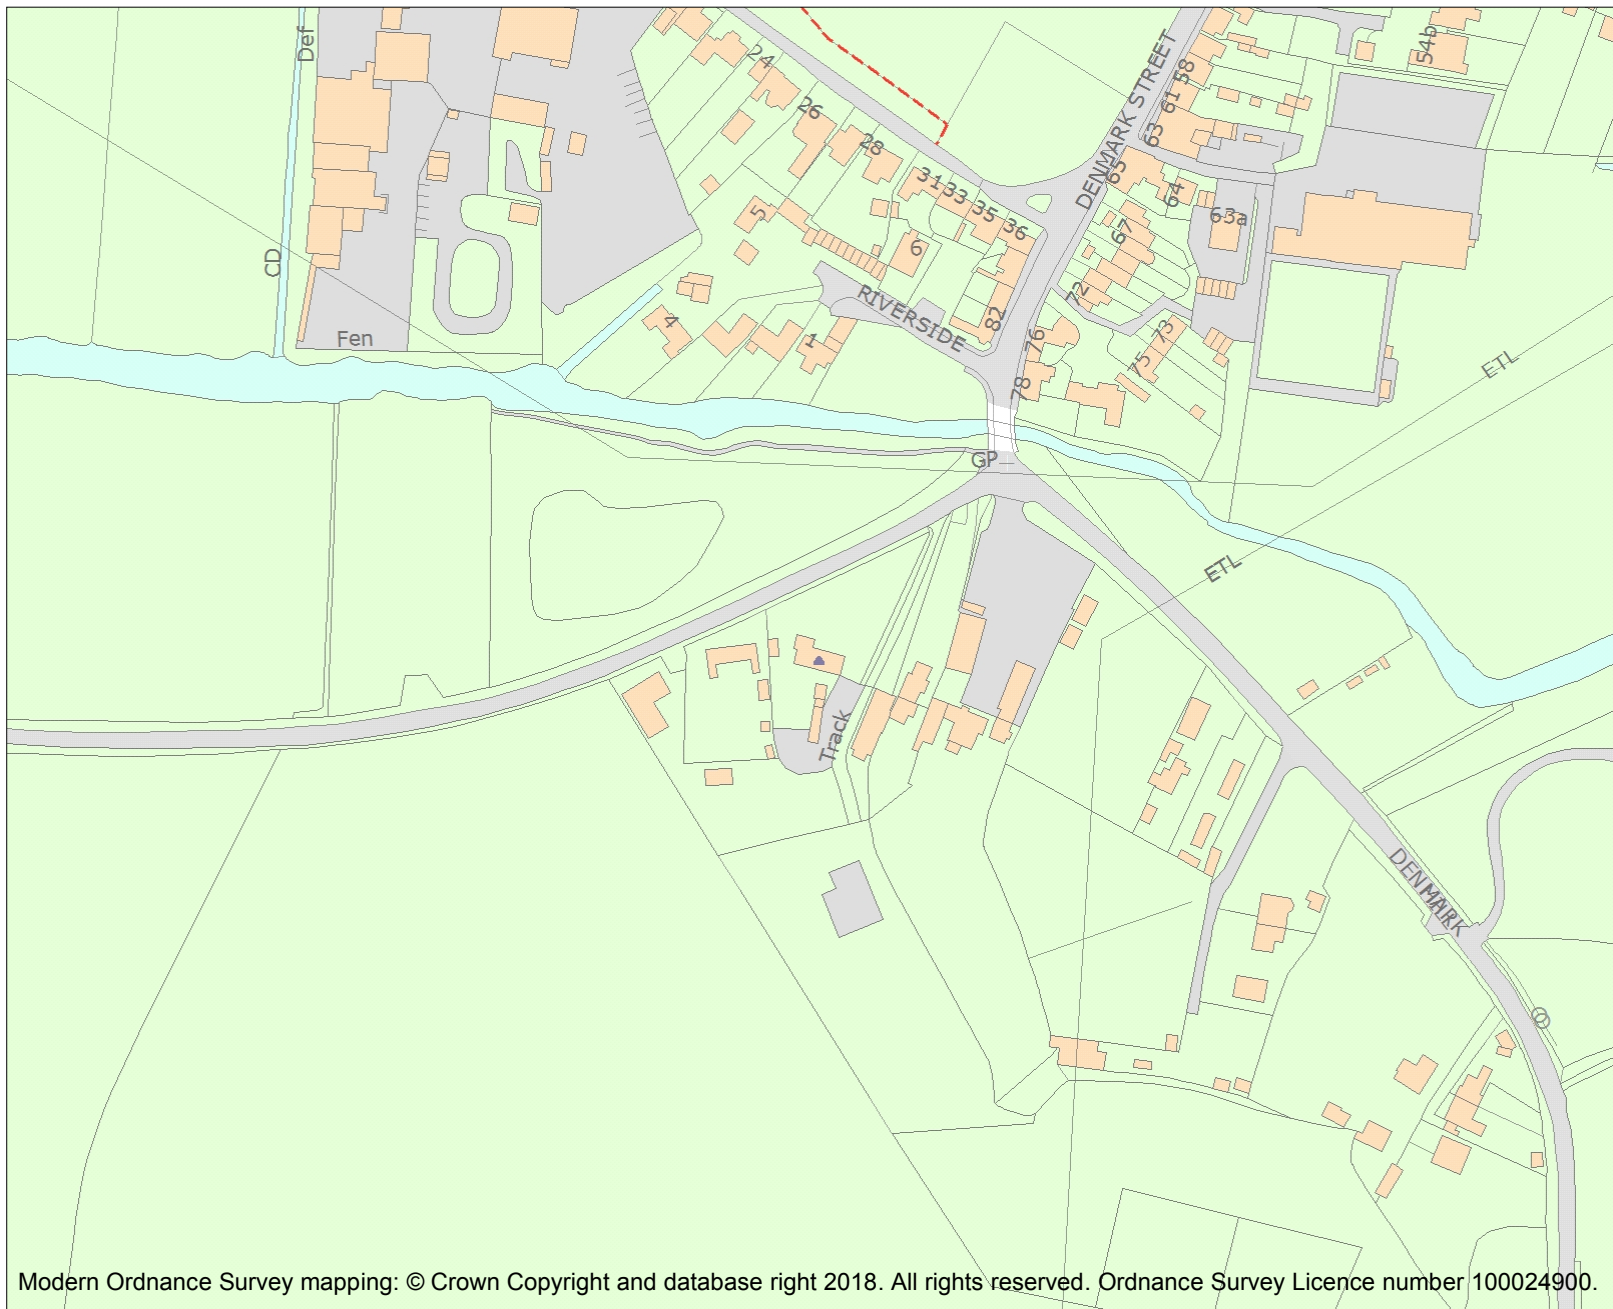 Def
24
26
28
31
33
35
36
DENMARK STREET
58
61
63
65
64
63a
54b
67
72
5
6
CD
RIVERSIDE
4
1
82
76
78
73
75
Fen
ETL
GP
ETL
Track
DENMARK
Modern Ordnance Survey mapping: © Crown Copyright and database right 2018. All rights reserved. Ordnance Survey Licence number 100024900.